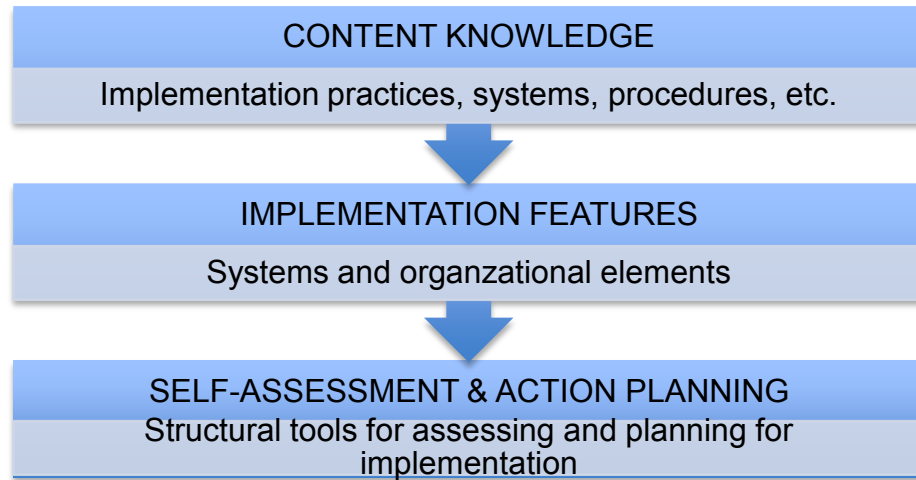 CONTENT KNOWLEDGE
Implementation practices, systems, procedures, etc.
IMPLEMENTATION FEATURES
Systems and organzational elements
SELF-ASSESSMENT & ACTION PLANNING
Structural tools for assessing and planning for
implementation